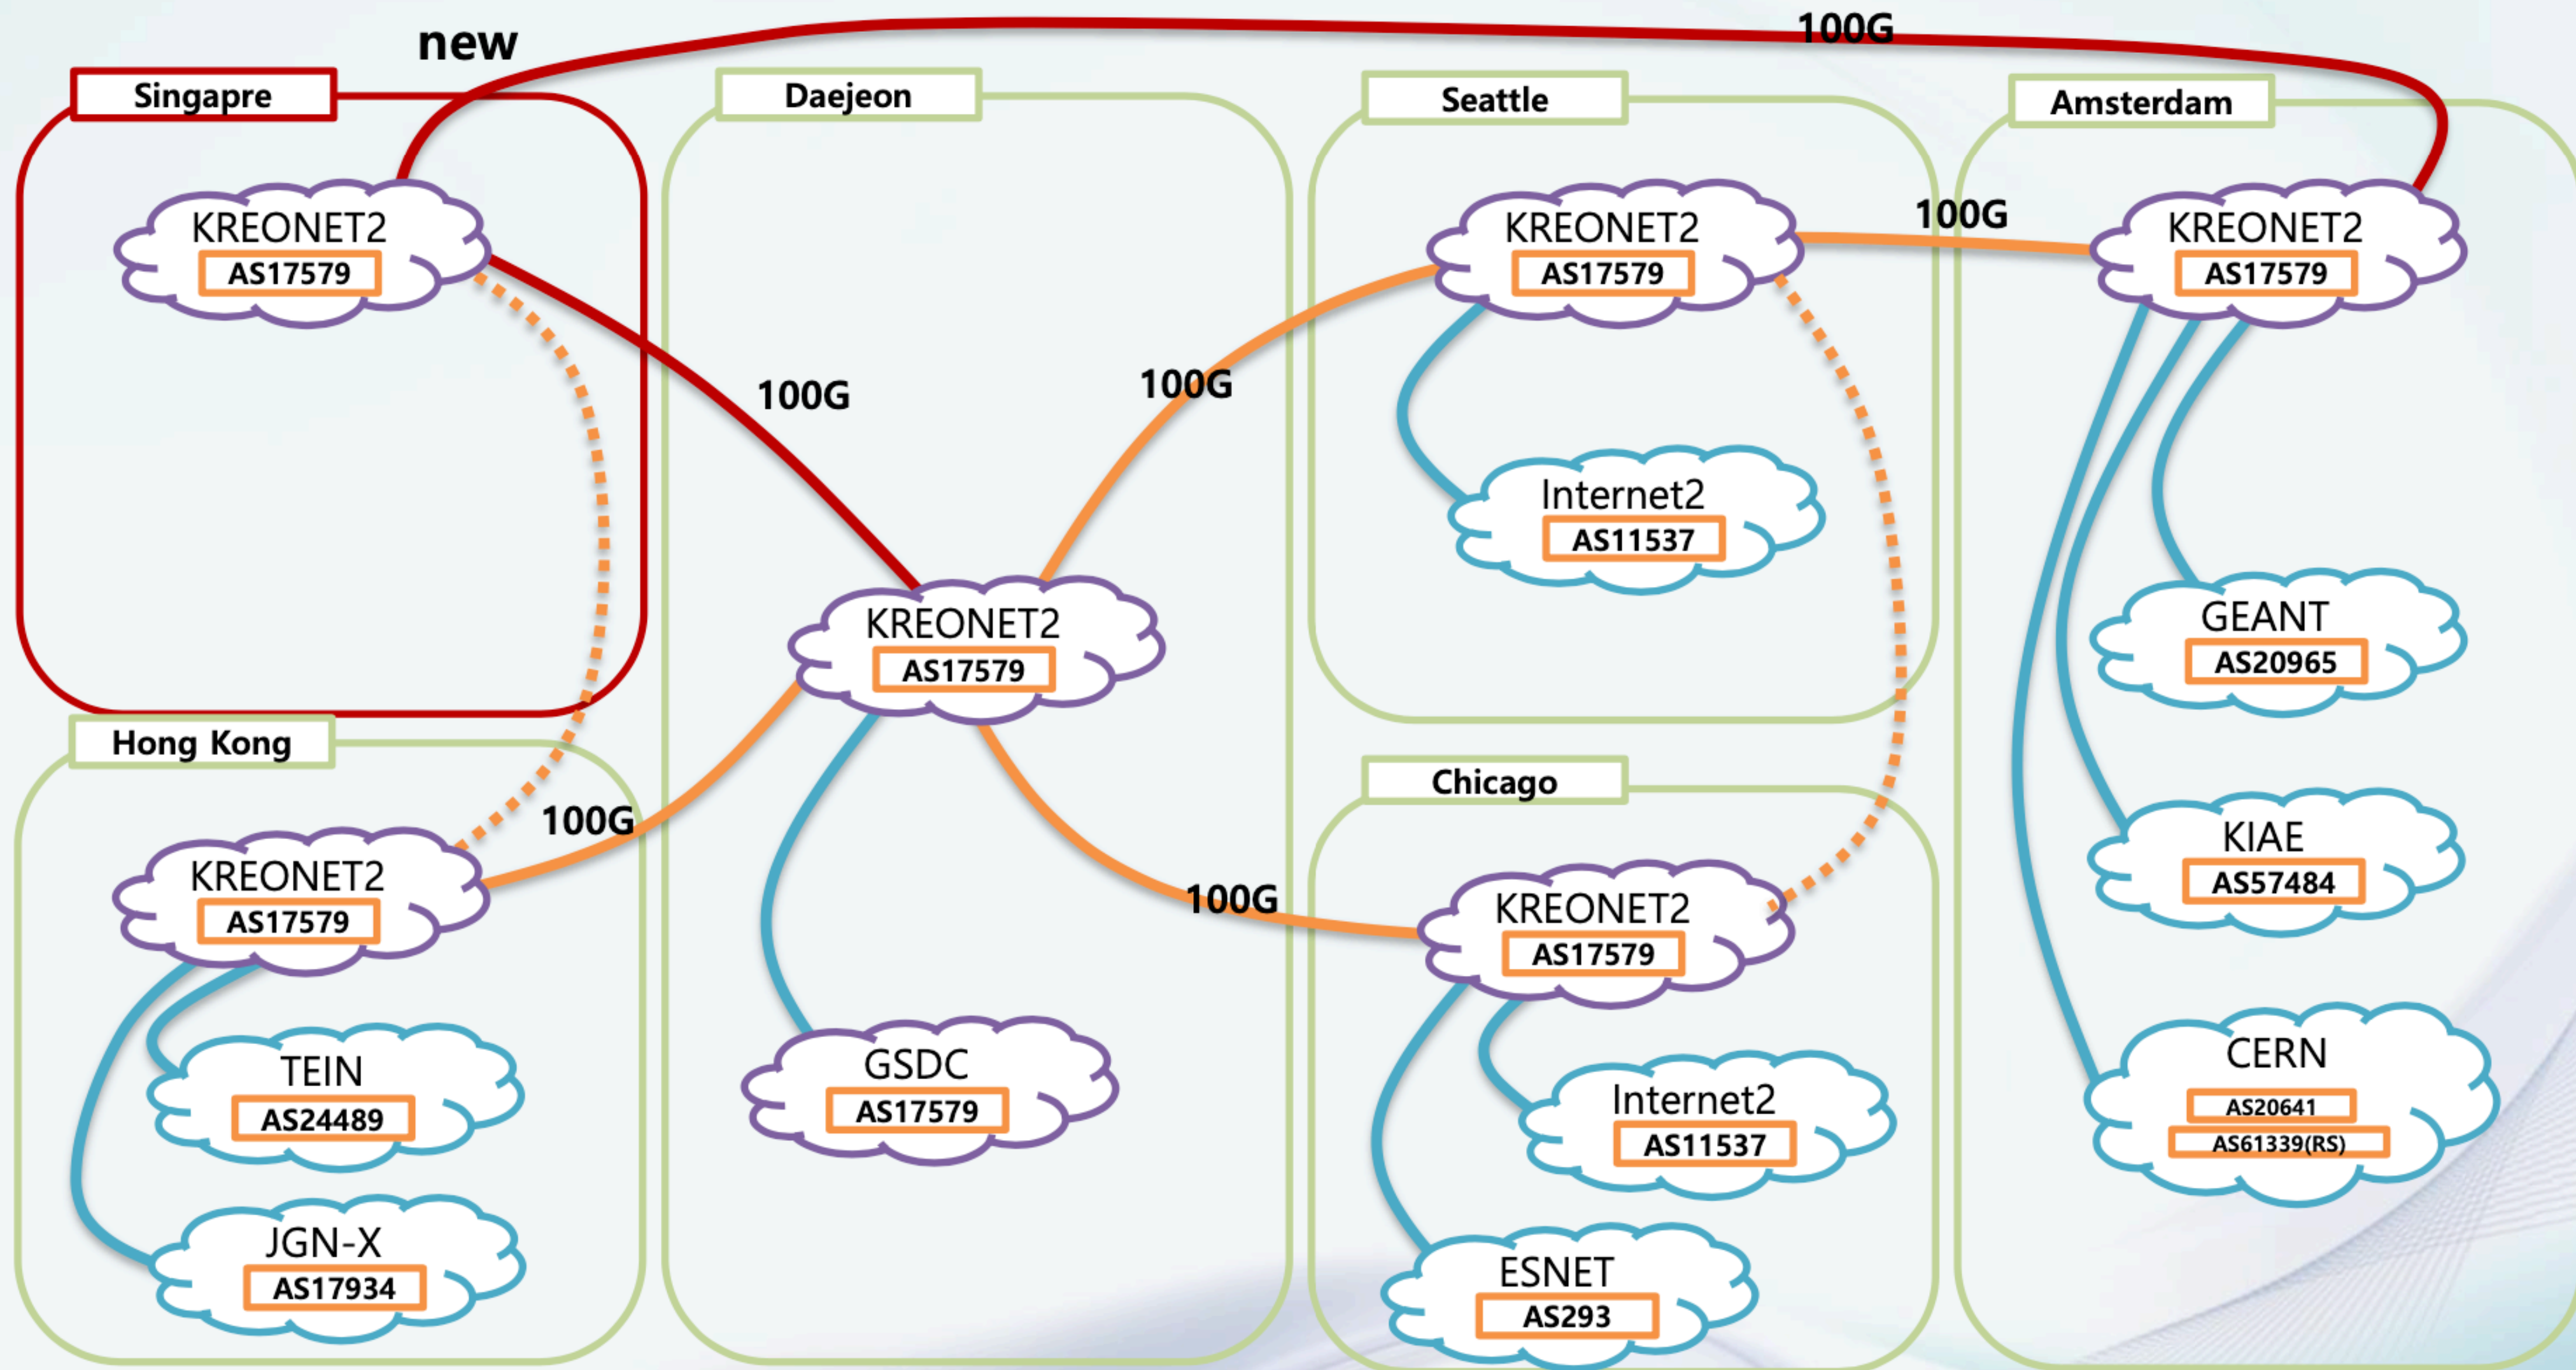 new
100G
Singapre
KREONET2
AS17579
100G
Hong Kong
KREONET2
AS17579
100G
TEIN
AS24489
JGN-X
AS17934
Daejeon
100G
KREONET2
AS17579
100G
GSDC
AS17579
Seattle
KREONET2
AS17579
100G
Internet2
AS11537
Chicago
KREONET2
AS17579
Internet2
AS11537
ESNET
AS293
Amsterdam
KREONET2
AS17579
GEANT
AS20965
KIAE
AS57484
CERN
AS20641
AS61339(RS)